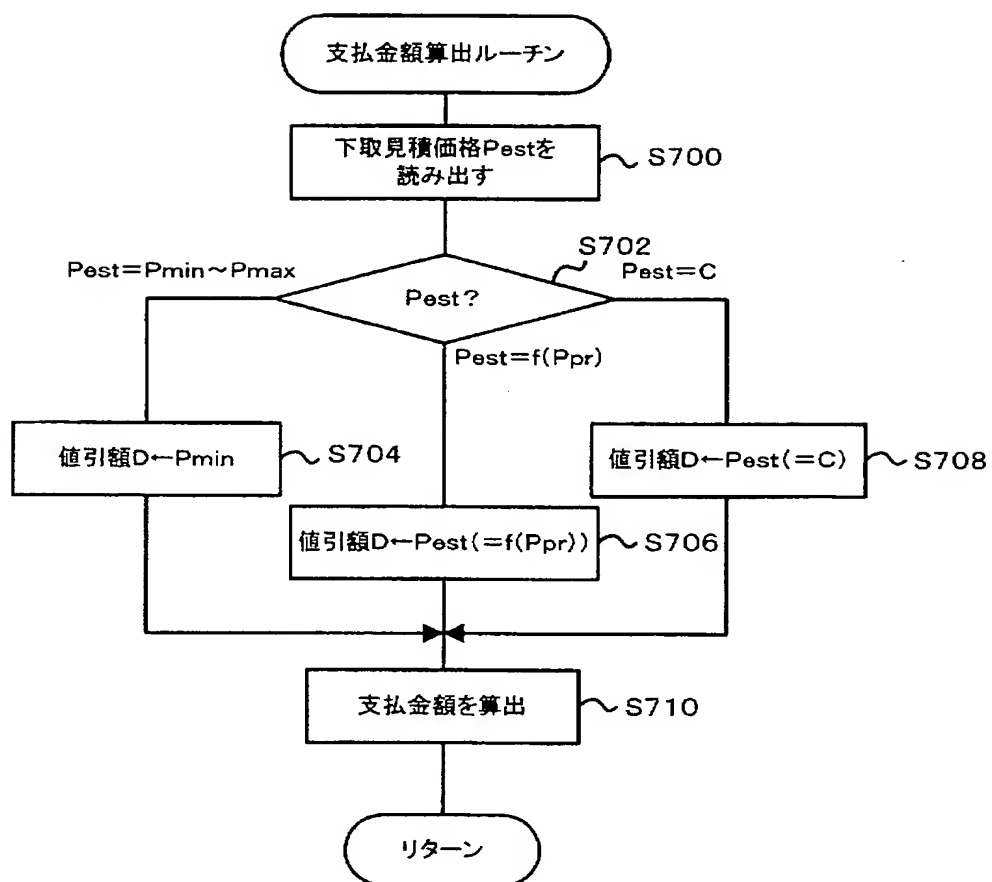 支払金額算出ルーチン
下取見積価格Pestを
読み出す
S700
S702
Pest=Pmin~Pmax
Pest?
Pest=C
Pest=f(Ppr)
値引額D←Pmin
S704
値引額D←Pest(=C)
S708
値引額D←Pest(=f(Ppr))
S706
支払金額を算出
S710
リターン